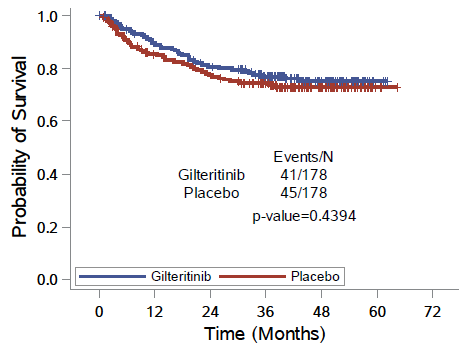 Probability of Survival
1.0
0.8
0.6
0.4
0.2
0.0
Events/N
Gilteritinib 41/178
Placebo 45/178
p-value=0.4394
Gilteritinib Placebo
0 12 24 36 48 60 72
Time (Months)